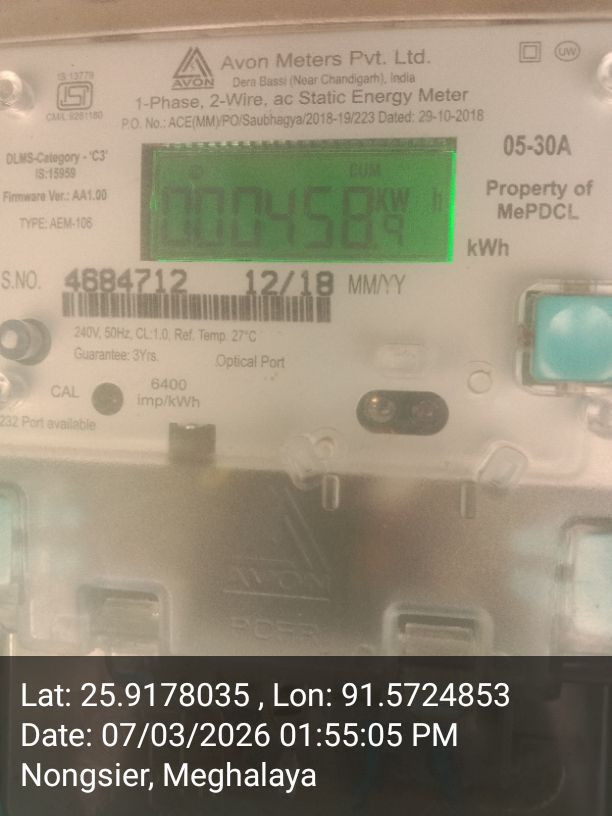 AVON
Avon Meters Pvt. Ltd.
Dera Bassi (Near Chandigarh), India
1-Phase, 2-Wire, ac Static Energy Meter
P.O. No.: ACE(MM)/PO/Saubhagya/2018-19/223 Dated: 29-10-2018
UW
IS:13779
ISI
CM/L:9261180
DLMS-Category - 'C3'
IS:15959
Firmware Ver.: AA1.00
TYPE: AEM-106
CUM
000458.9 KW h
05-30A
Property of
MePDCL
kWh
S.NO. 4684712 12/18 MM/YY
240V, 50Hz, CL:1.0, Ref. Temp. 27°C
Guarantee: 3Yrs. Optical Port
CAL
6400
imp/kWh
232 Port available
AVON
Lat: 25.9178035 , Lon: 91.5724853
Date: 07/03/2026 01:55:05 PM
Nongsier, Meghalaya